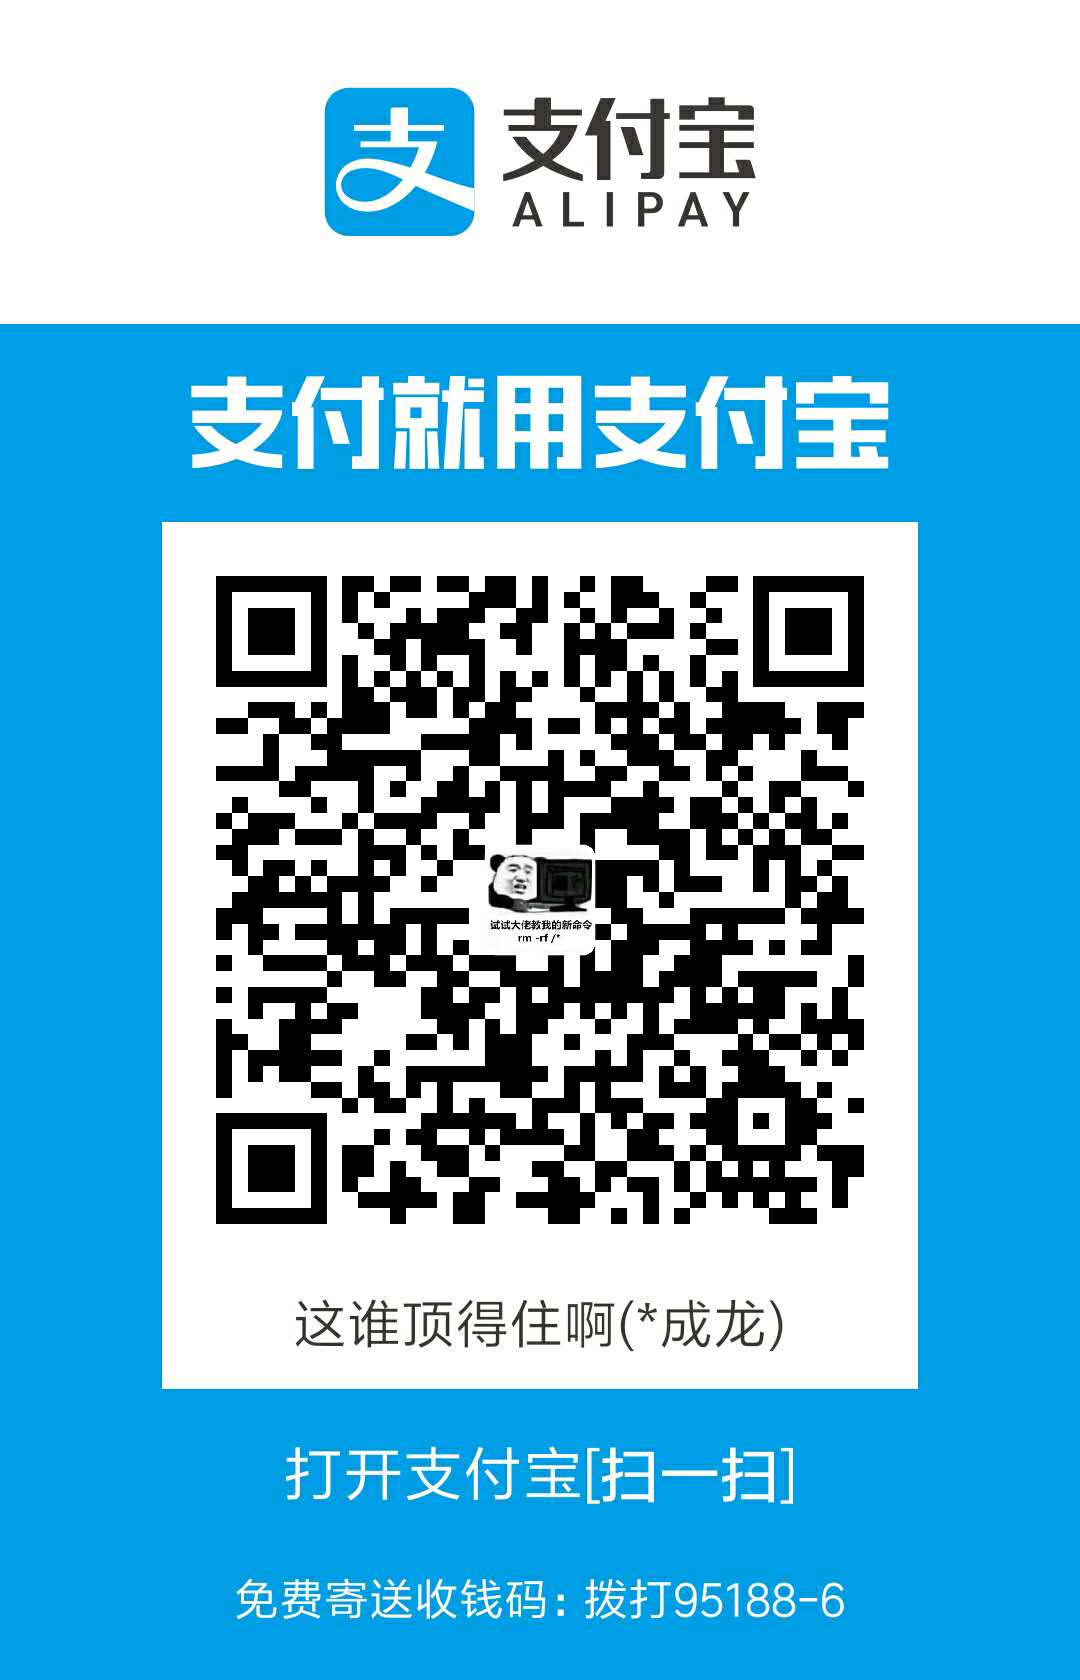 支付宝
ALIPAY
支付就用支付宝
试试大佬教我的新命令
rm -rf /*
这谁顶得住啊(*成龙)
打开支付宝[扫一扫]
免费寄送收钱码：拨打95188-6